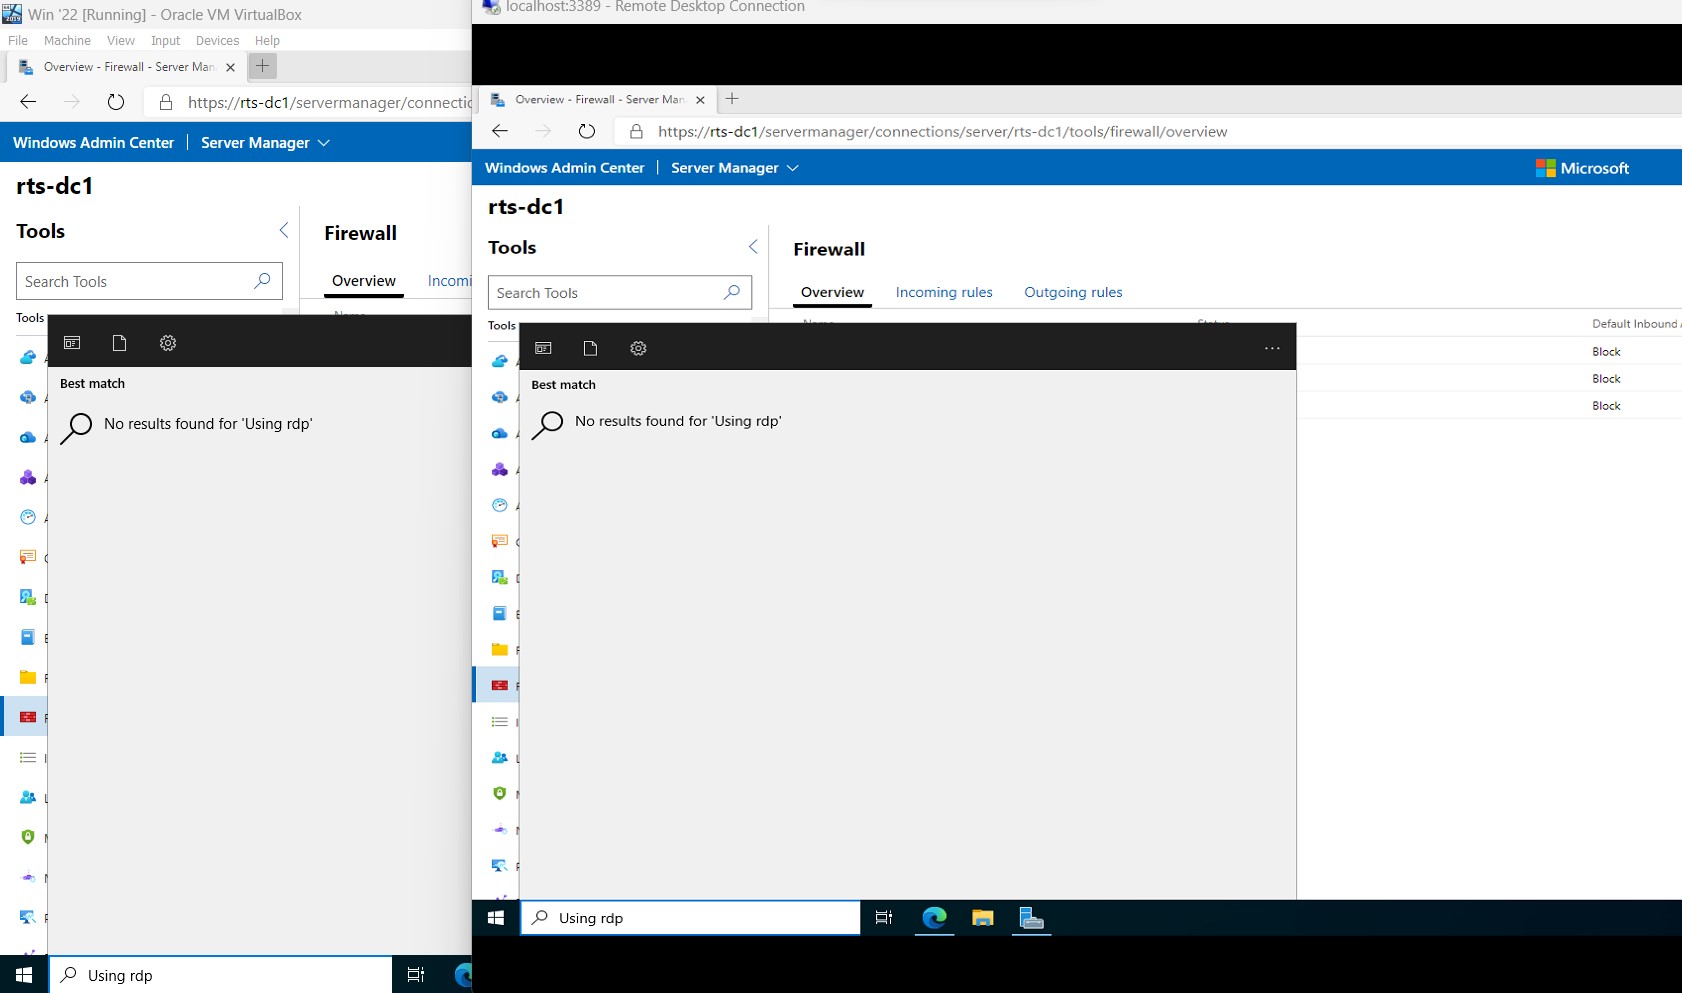 Win '22 [Running] - Oracle VM VirtualBox
File Machine View Input Devices Help
Overview - Firewall - Server Man
https://rts-dc1/servermanager/connectio
Windows Admin Center | Server Manager
rts-dc1
Tools
Firewall
Search Tools
Overview Incomi
Tools
Best match
No results found for 'Using rdp'
Using rdp
localhost:3389 - Remote Desktop Connection
Overview - Firewall - Server Man
https://rts-dc1/servermanager/connections/server/rts-dc1/tools/firewall/overview
Windows Admin Center | Server Manager
Microsoft
rts-dc1
Tools
Firewall
Search Tools
Overview Incoming rules Outgoing rules
Tools
Name Status Default Inbound
Block
Block
Block
Best match
No results found for 'Using rdp'
Using rdp